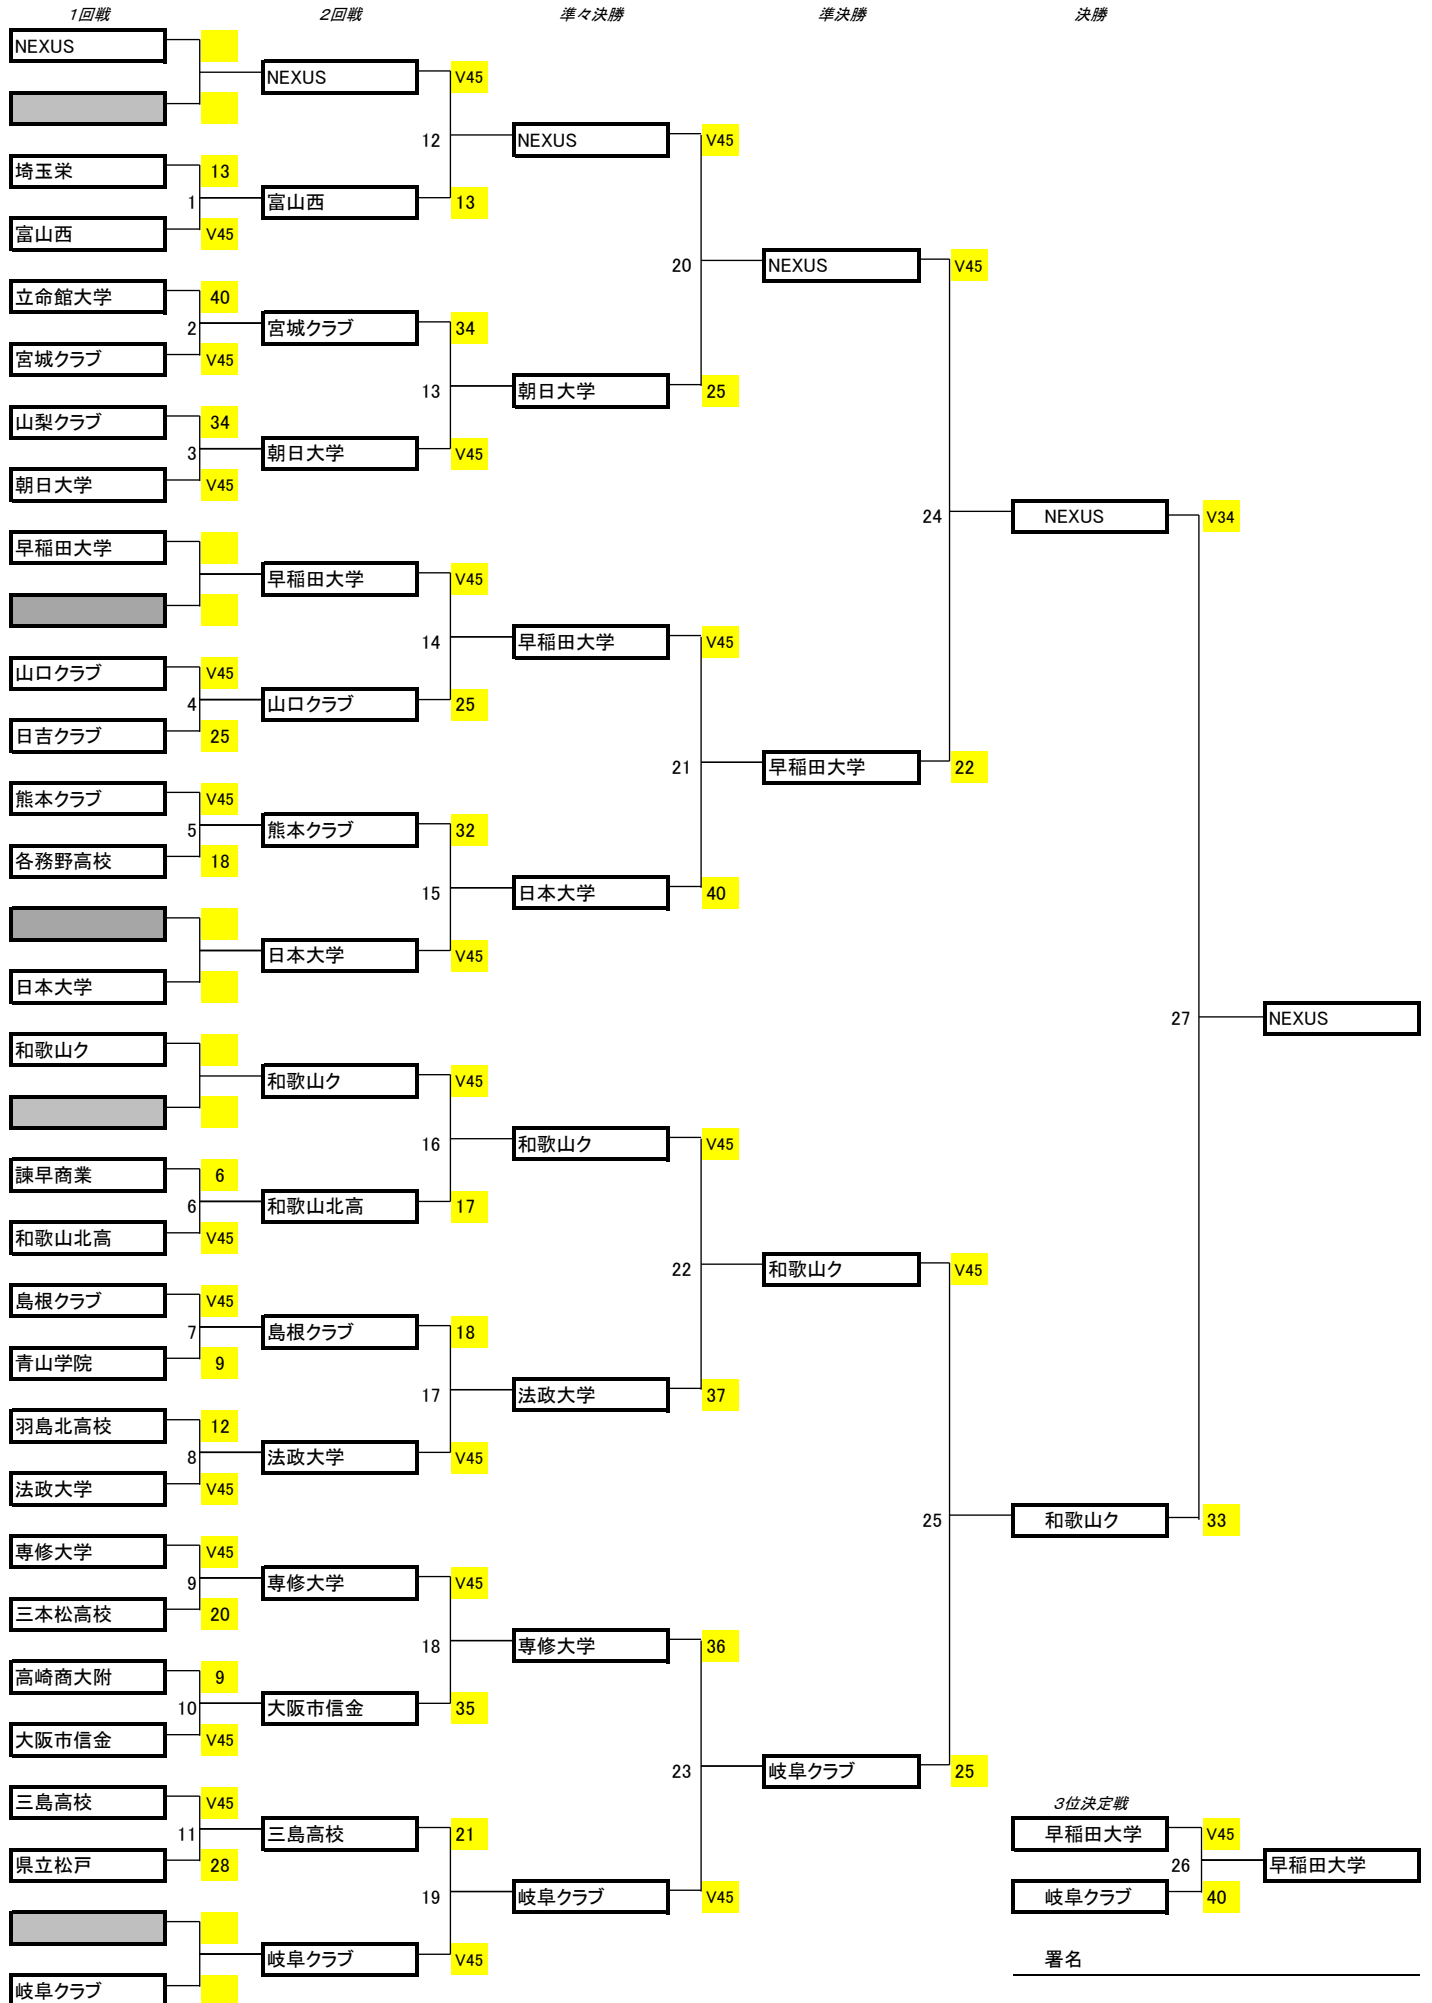 1回戦 2回戦 準々決勝 準決勝 決勝
NEXUS
NEXUS V45
12 NEXUS V45
埼玉栄 13
1 富山西 13
富山西 V45
20 NEXUS V45
立命館大学 40
2 宮城クラブ 34
宮城クラブ V45
13 朝日大学 25
山梨クラブ 34
3 朝日大学 V45
朝日大学 V45
24 NEXUS V34
早稲田大学
早稲田大学 V45
14 早稲田大学 V45
山口クラブ V45
4 山口クラブ 25
日吉クラブ 25
21 早稲田大学 22
熊本クラブ V45
5 熊本クラブ 32
各務野高校 18
15 日本大学 40
日本大学 V45
日本大学
27 NEXUS
和歌山ク
和歌山ク V45
16 和歌山ク V45
諫早商業 6
6 和歌山北高 17
和歌山北高 V45
22 和歌山ク V45
島根クラブ V45
7 島根クラブ 18
青山学院 9
17 法政大学 37
羽島北高校 12
8 法政大学 V45
法政大学 V45
25 和歌山ク 33
専修大学 V45
9 専修大学 V45
三本松高校 20
18 専修大学 36
高崎商大附 9
10 大阪市信金 35
大阪市信金 V45
23 岐阜クラブ 25
三島高校 V45
3位決定戦
11 三島高校 21
早稲田大学 V45
県立松戸 28
26 早稲田大学
19 岐阜クラブ V45
岐阜クラブ 40
岐阜クラブ V45
署名
岐阜クラブ